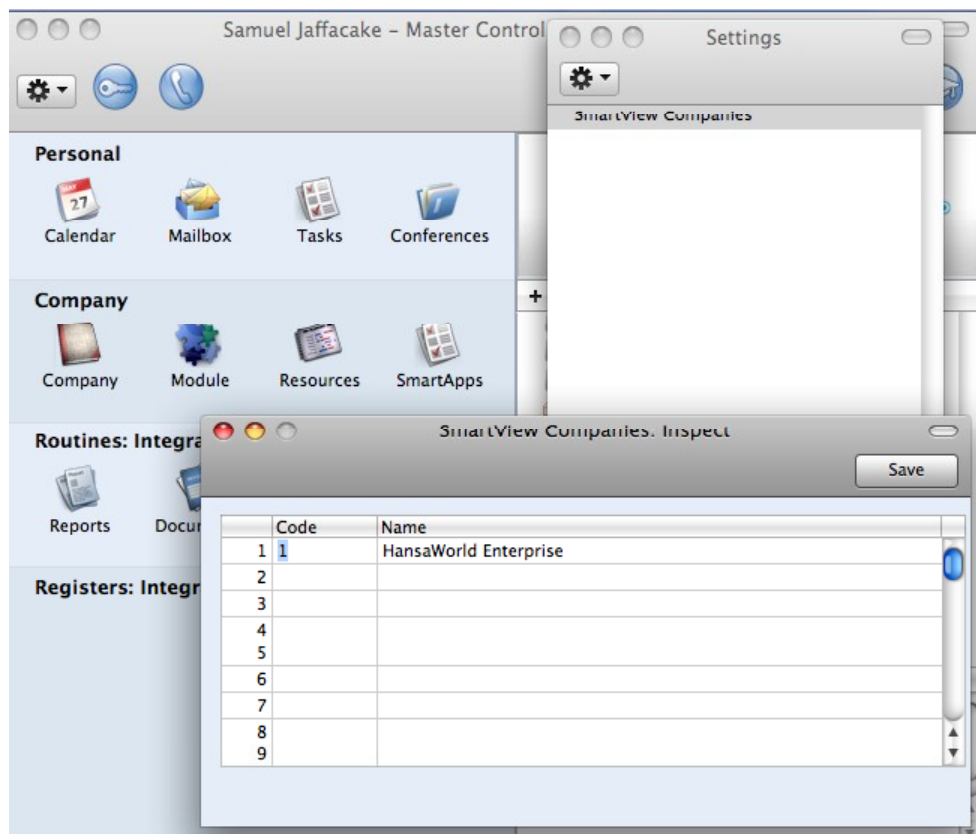 Samuel Jaffacake – Master Control
Settings
SmartView Companies
Personal
MAY
27
Calendar Mailbox Tasks Conferences
Company
+
Company Module Resources SmartApps
Routines: Integra
SmartView Companies: Inspect
Save
Reports Docur
Code Name
1 1 HansaWorld Enterprise
2
Registers: Integr
3
4
5
6
7
8
9